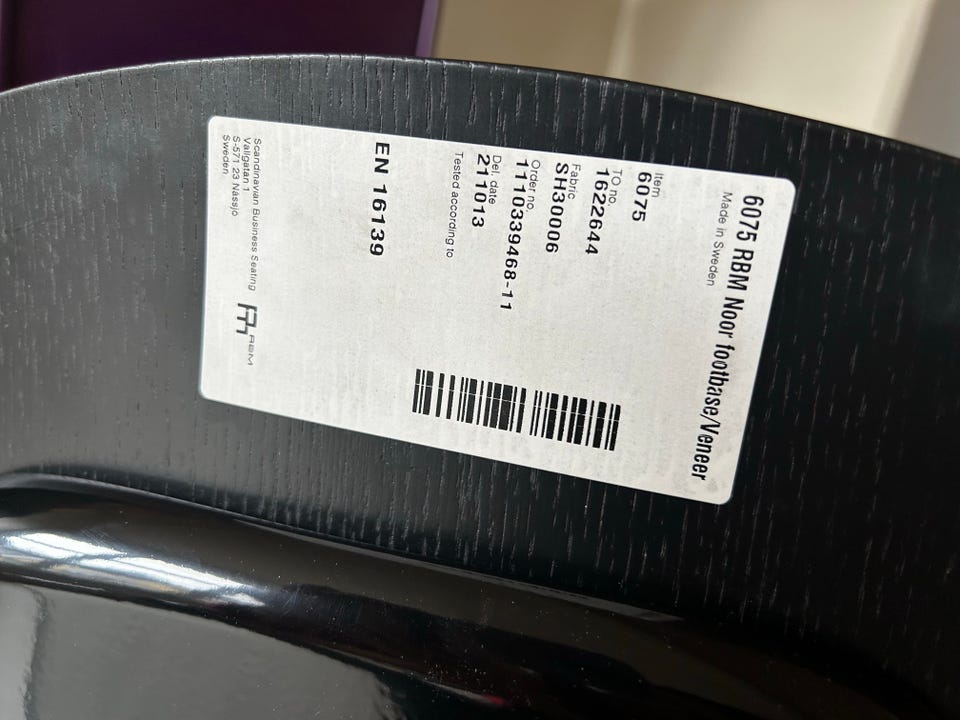 6075 RBM Noor footbase/Veneer
Made in Sweden
Item
6075
TO no.
1622644
Fabric
SH30006
Order no.
1110339468-11
Del. date
211013
Tested according to
EN 16139
Scandinavian Business Seating
Vallgatan 1
S-571 23 Nässjö
Sweden
RBM